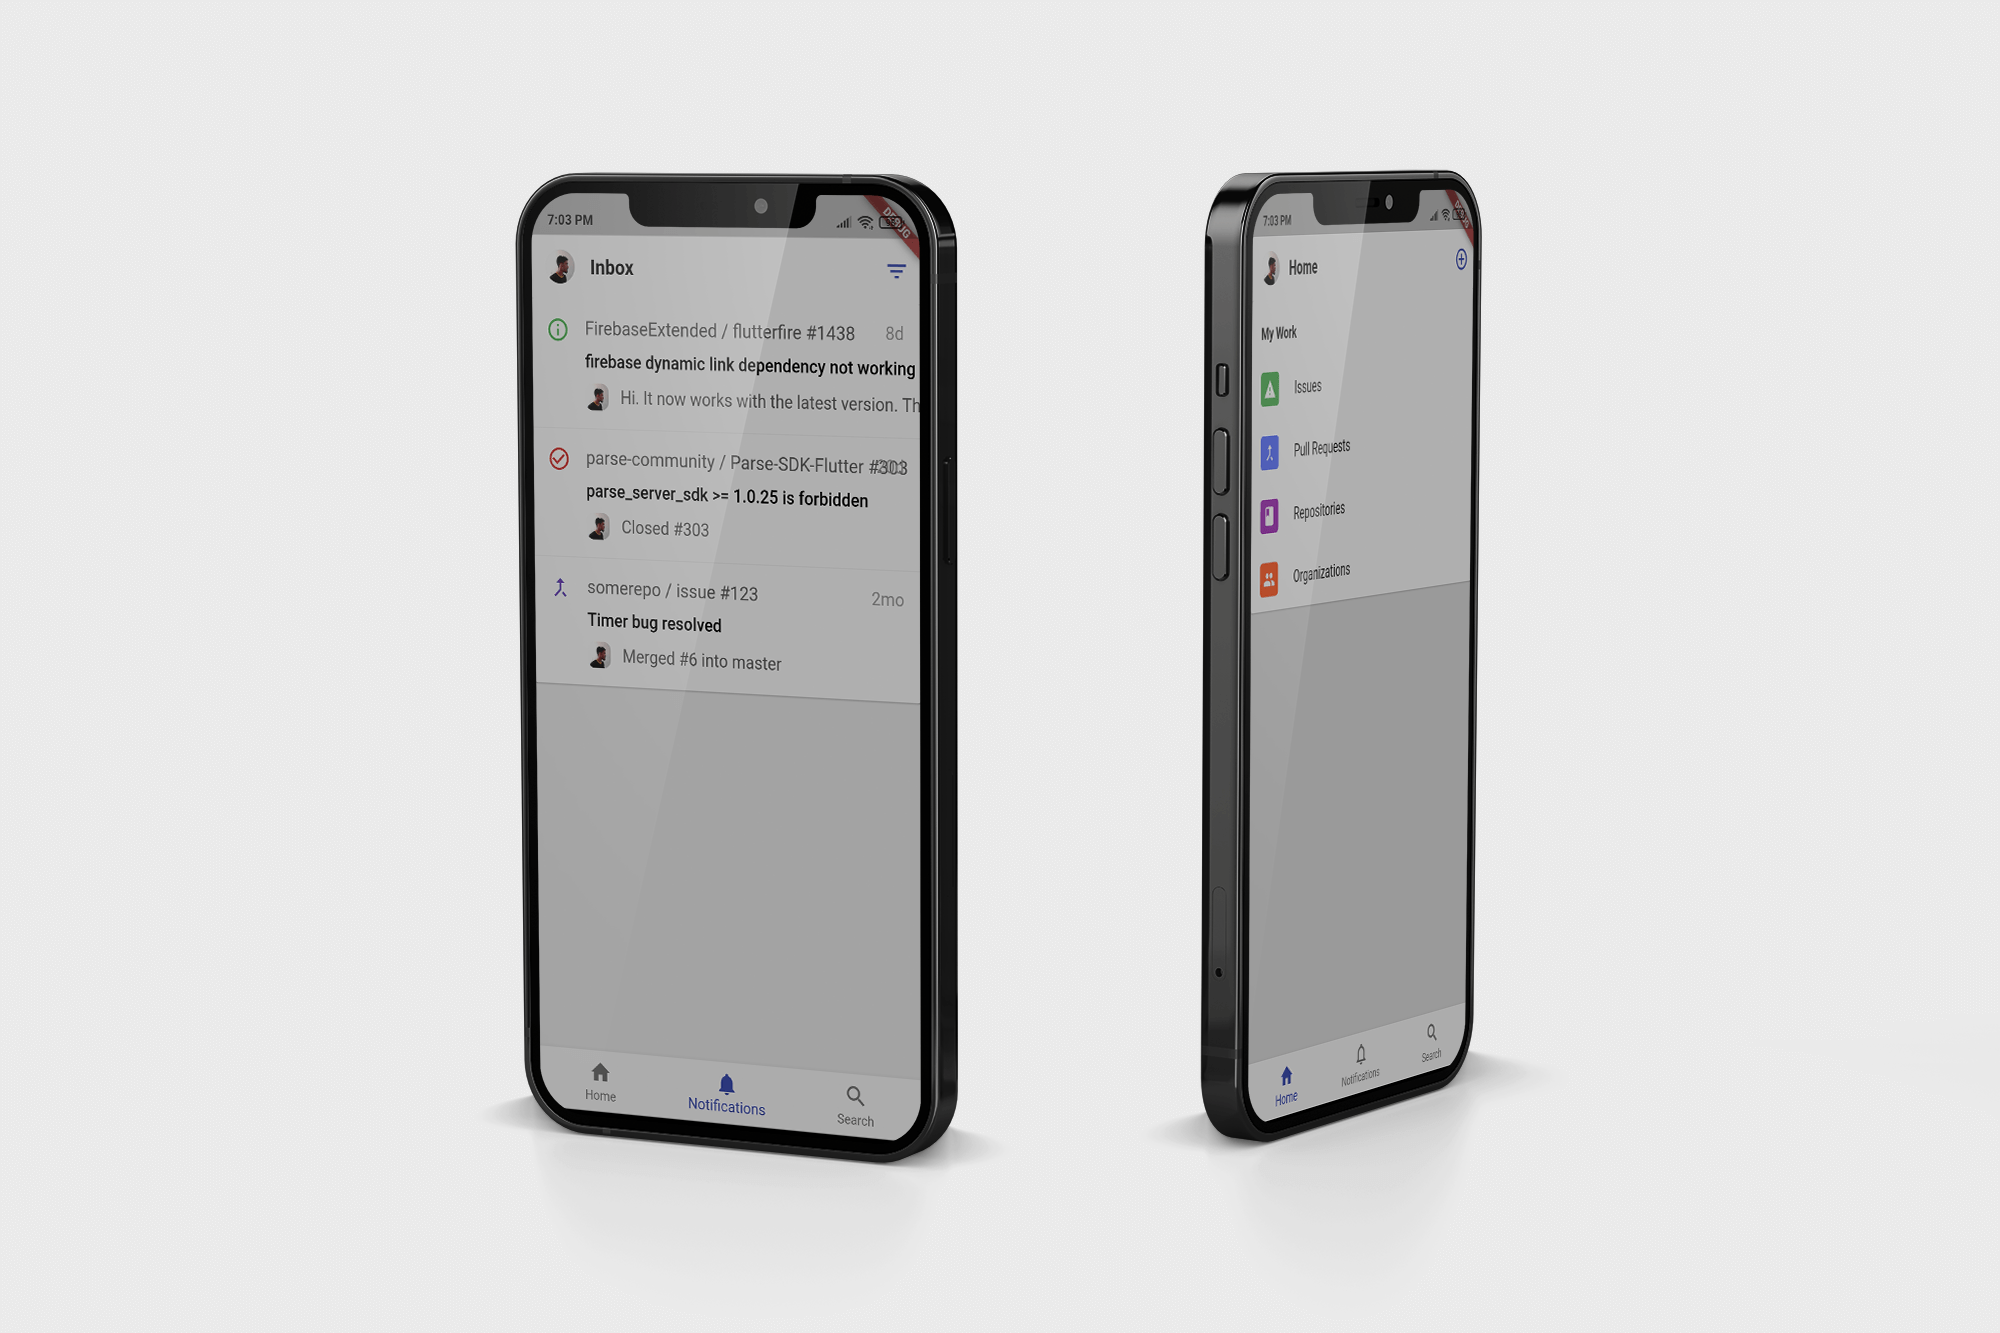 7:03 PM
DEBUG
Inbox
FirebaseExtended / flutterfire #1438 8d
firebase dynamic link dependency not working
Hi. It now works with the latest version. Th
parse-community / Parse-SDK-Flutter #303
parse_server_sdk >= 1.0.25 is forbidden
Closed #303
somerepo / issue #123 2mo
Timer bug resolved
Merged #6 into master
Home
Notifications
Search
7:03 PM
DEBUG
Home
My Work
Issues
Pull Requests
Repositories
Organizations
Home
Notifications
Search